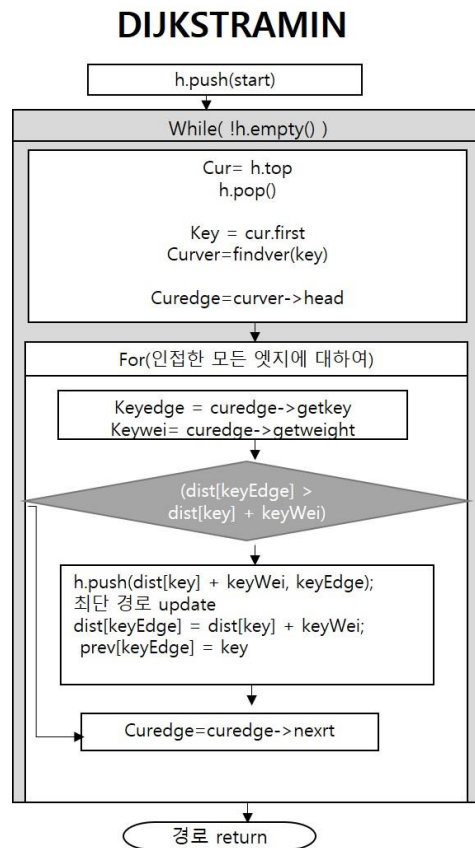 DIJKSTRAMIN
h.push(start)
While( !h.empty() )
Cur= h.top
h.pop()
Key = cur.first
Curver=findver(key)
Curedge=curver->head
For(인접한 모든 엣지에 대하여)
Keyedge = curedge->getkey
Keywei= curedge->getweight
(dist[keyEdge] >
dist[key] + keyWei)
h.push(dist[key] + keyWei, keyEdge);
최단 경로 update
dist[keyEdge] = dist[key] + keyWei;
prev[keyEdge] = key
Curedge=curedge->nexrt
경로 return